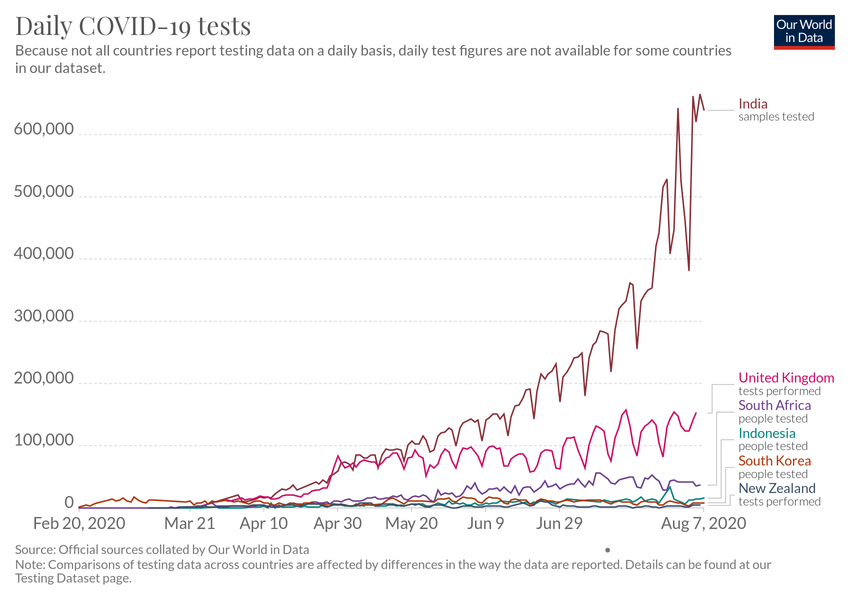 Daily COVID-19 tests
Our World
in Data
Because not all countries report testing data on a daily basis, daily test figures are not available for some countries
in our dataset.
600,000
500,000
400,000
300,000
200,000
100,000
0
India
samples tested
United Kingdom
tests performed
South Africa
people tested
Indonesia
people tested
South Korea
people tested
New Zealand
tests performed
Feb 20, 2020
Mar 21
Apr 10
Apr 30
May 20
Jun 9
Jun 29
Aug 7, 2020
Source: Official sources collated by Our World in Data
Note: Comparisons of testing data across countries are affected by differences in the way the data are reported. Details can be found at our
Testing Dataset page.